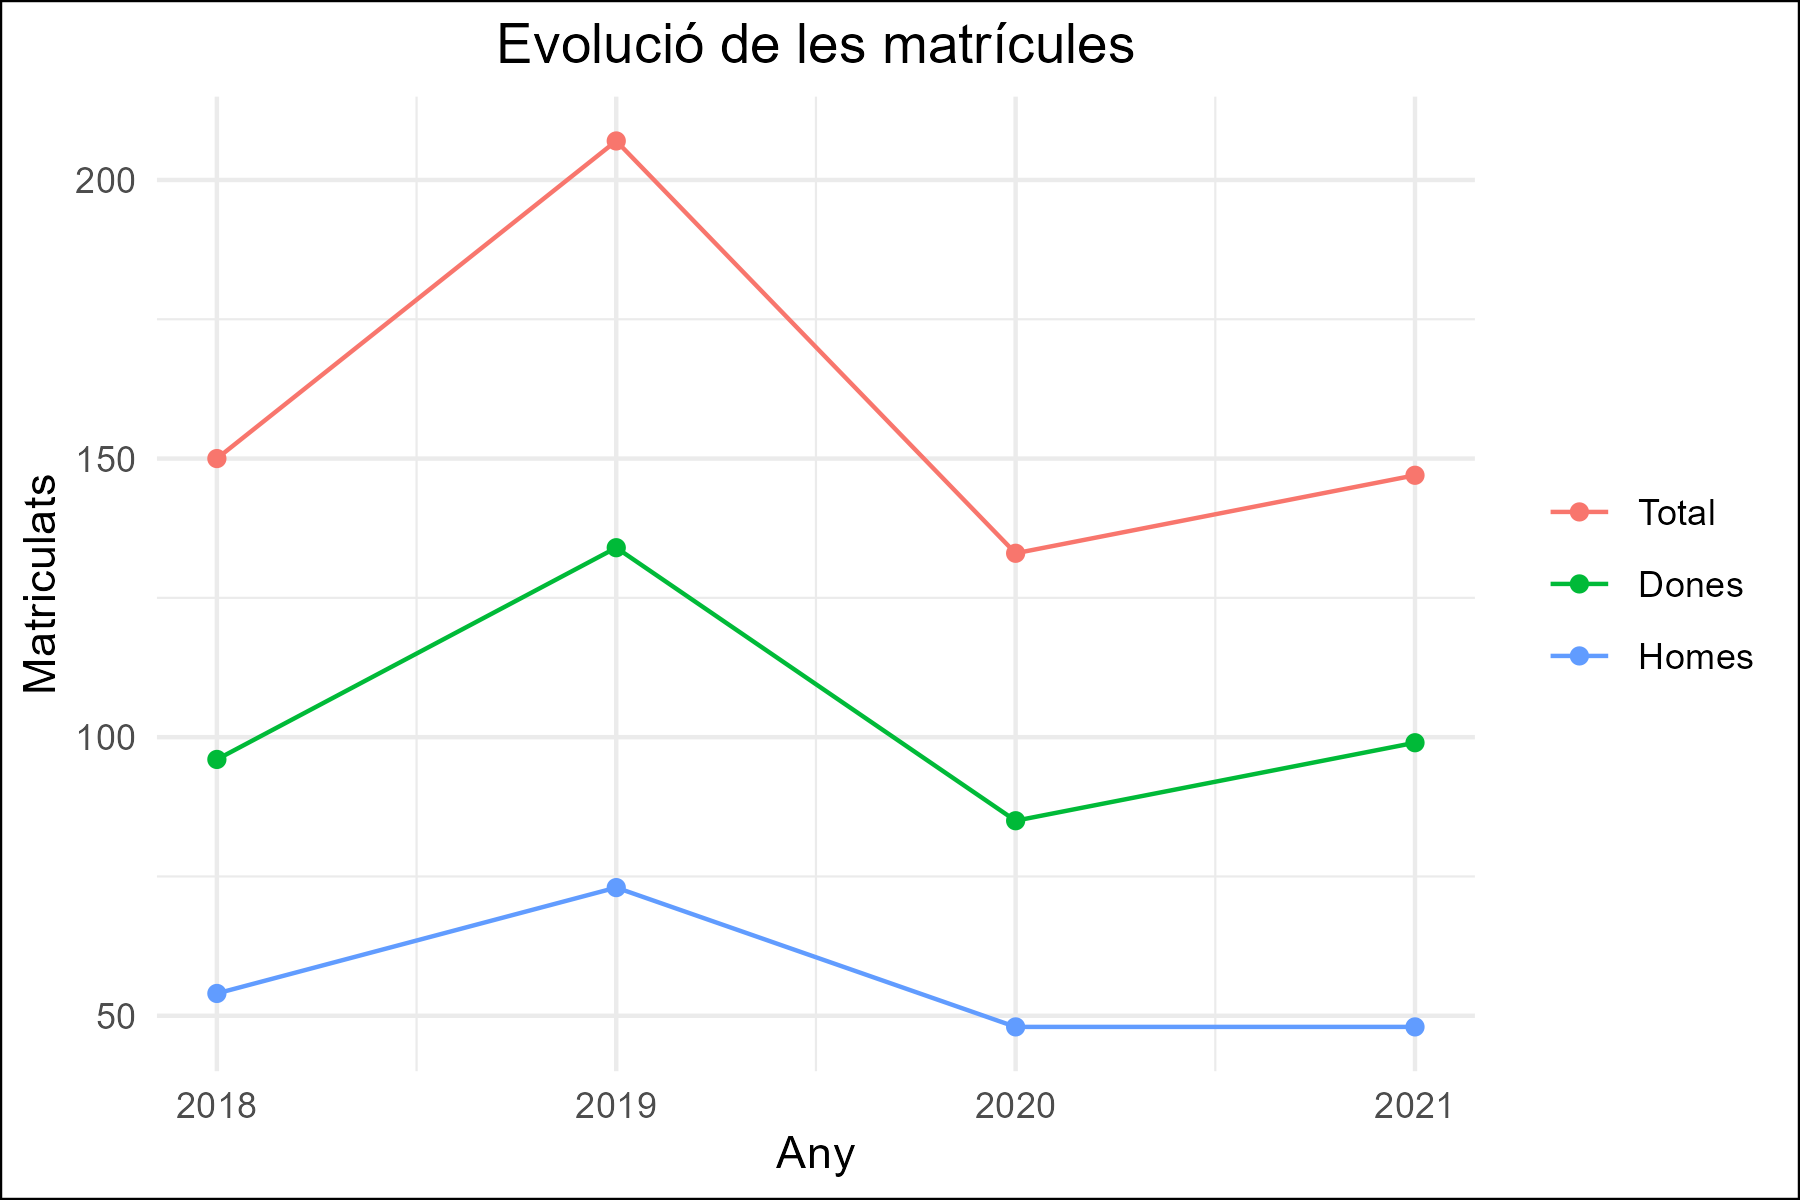 Evolució de les matrícules
Matriculats
200
150
100
50
2018
2019
2020
2021
Any
Total
Dones
Homes